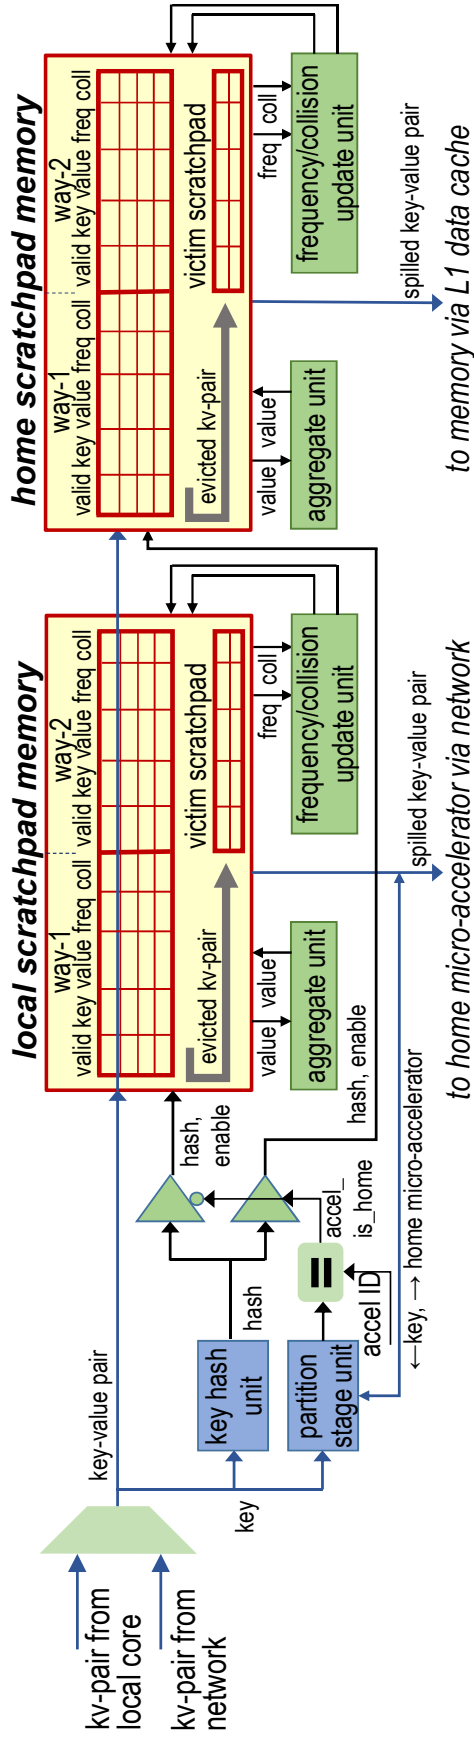 kv-pair from
local core
kv-pair from
network
key-value pair
key
key hash
unit
hash
partition
stage unit
accel ID
=
accel_
is_home
hash,
enable
hash, enable
←key, → home micro-accelerator
local scratchpad memory
way-1
way-2
valid key value freq coll
valid key value freq coll
evicted kv-pair
victim scratchpad
value
value
aggregate unit
freq
coll
frequency/collision
update unit
spilled key-value pair
to home micro-accelerator via network
home scratchpad memory
way-1
way-2
valid key value freq coll
valid key value freq coll
evicted kv-pair
victim scratchpad
value
value
aggregate unit
freq
coll
frequency/collision
update unit
spilled key-value pair
to memory via L1 data cache